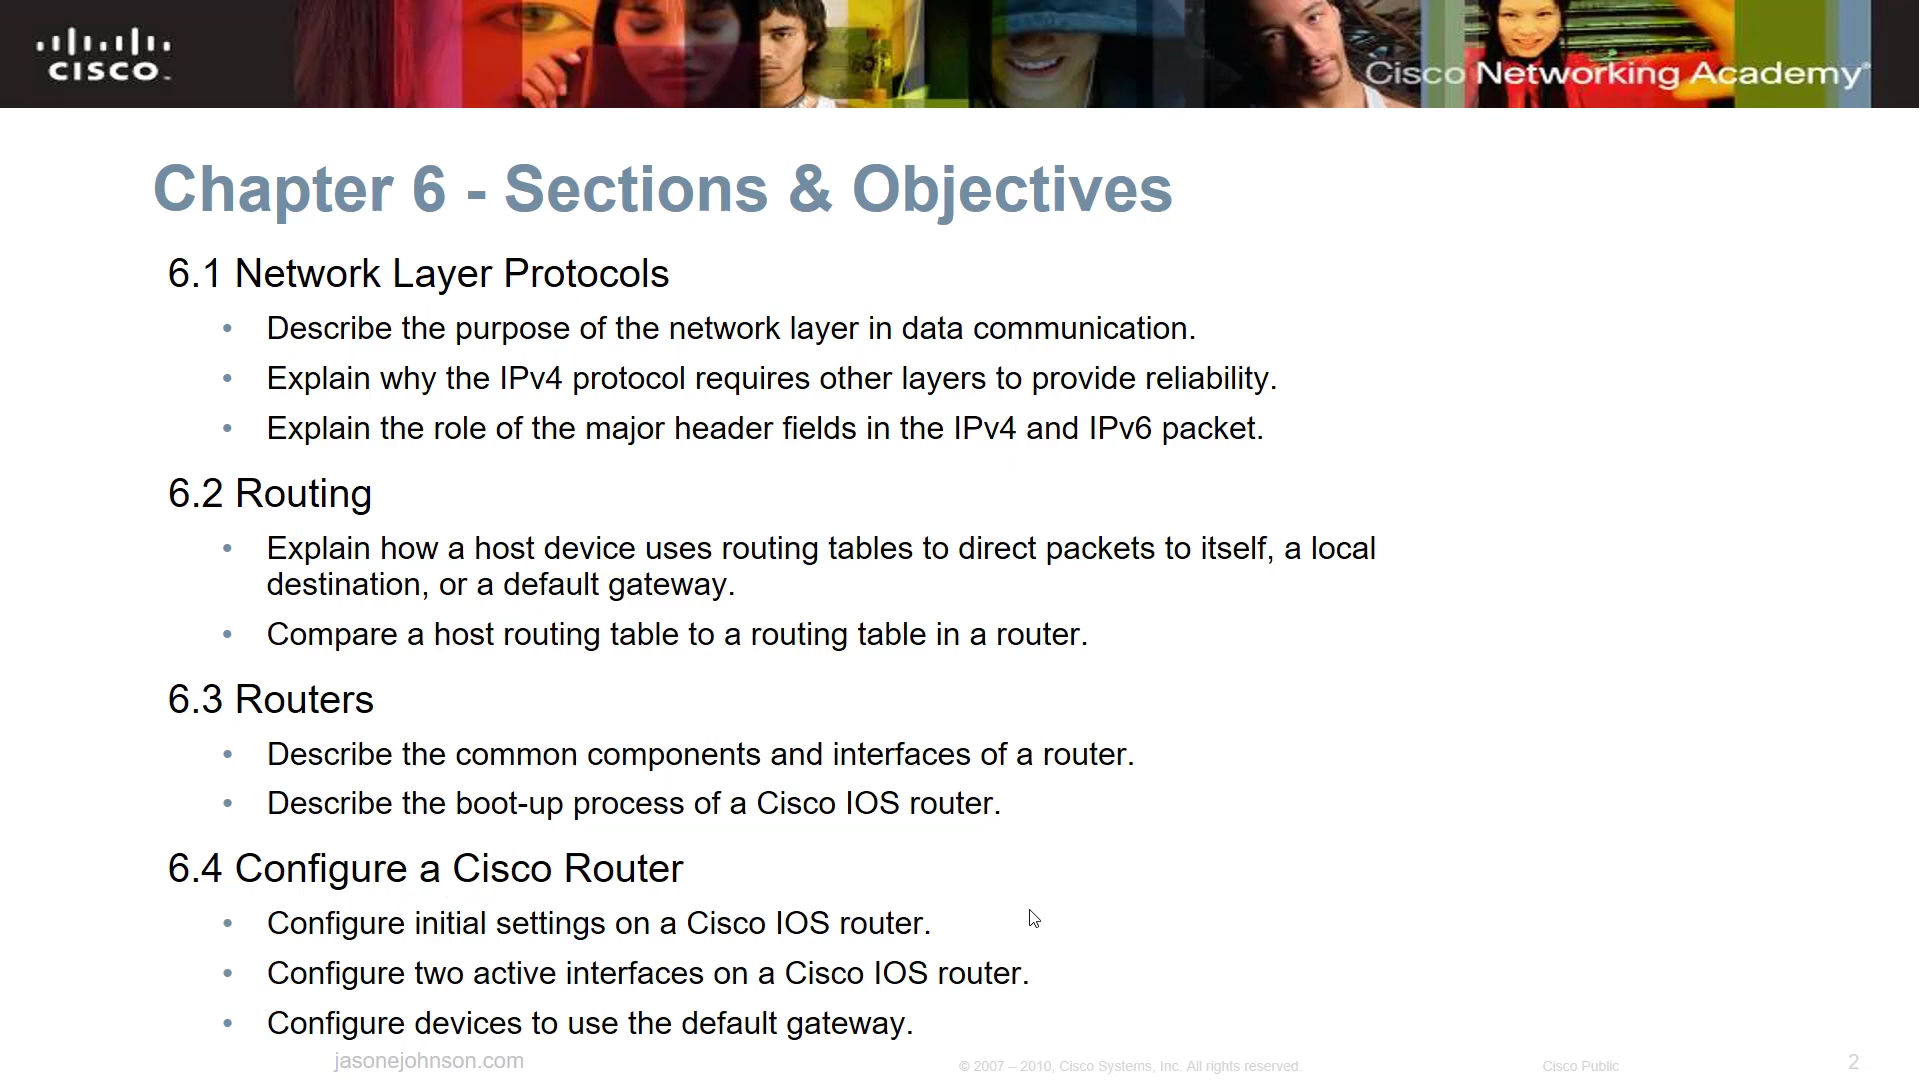 CISCO
Cisco Networking Academy®
Chapter 6 - Sections & Objectives
6.1 Network Layer Protocols
• Describe the purpose of the network layer in data communication.
• Explain why the IPv4 protocol requires other layers to provide reliability.
• Explain the role of the major header fields in the IPv4 and IPv6 packet.
6.2 Routing
• Explain how a host device uses routing tables to direct packets to itself, a local
destination, or a default gateway.
• Compare a host routing table to a routing table in a router.
6.3 Routers
• Describe the common components and interfaces of a router.
• Describe the boot-up process of a Cisco IOS router.
6.4 Configure a Cisco Router
• Configure initial settings on a Cisco IOS router.
• Configure two active interfaces on a Cisco IOS router.
• Configure devices to use the default gateway.
jasonejohnson.com
© 2007 – 2010, Cisco Systems, Inc. All rights reserved.
Cisco Public
2